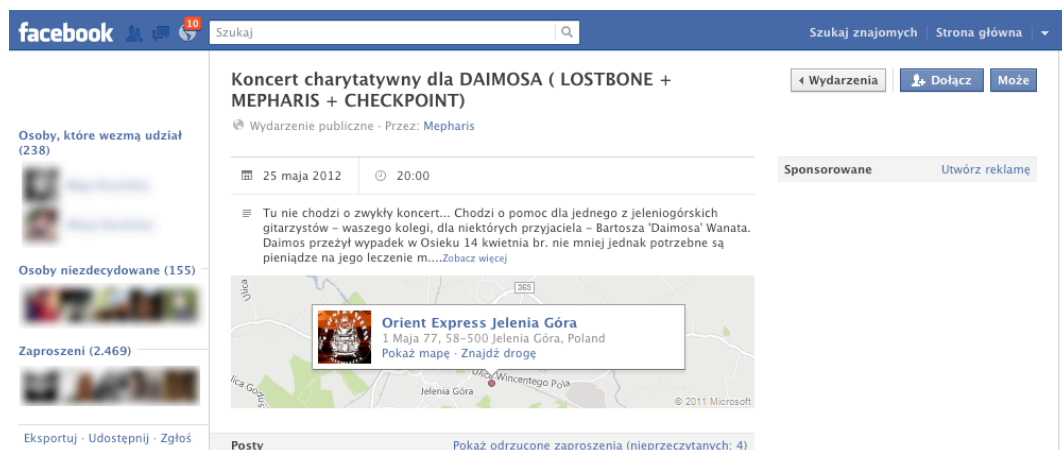 facebook
10
Szukaj
Szukaj znajomych
Strona główna
Koncert charytatywny dla DAIMOSA ( LOSTBONE +
MEPHARIS + CHECKPOINT)
Wydarzenie publiczne · Przez: Mepharis
Wydarzenia
Dołącz
Może
Osoby, które wezmą udział
(238)
Osoby niezdecydowane (155)
Zaproszeni (2.469)
Eksportuj · Udostępnij · Zgłoś
25 maja 2012
20:00
Tu nie chodzi o zwykły koncert... Chodzi o pomoc dla jednego z jeleniogórskich
gitarzystów – waszego kolegi, dla niektórych przyjaciela – Bartosza 'Daimosa' Wanata.
Daimos przeżył wypadek w Osieku 14 kwietnia br. nie mniej jednak potrzebne są
pieniądze na jego leczenie m....Zobacz więcej
Ulica
365
Orient Express Jelenia Góra
1 Maja 77, 58-500 Jelenia Góra, Poland
Pokaż mapę · Znajdź drogę
Ulica Wincentego Pola
Jelenia Góra
© 2011 Microsoft
Posty
Pokaż odrzucone zaproszenia (nieprzeczytanych: 4)
Sponsorowane
Utwórz reklamę